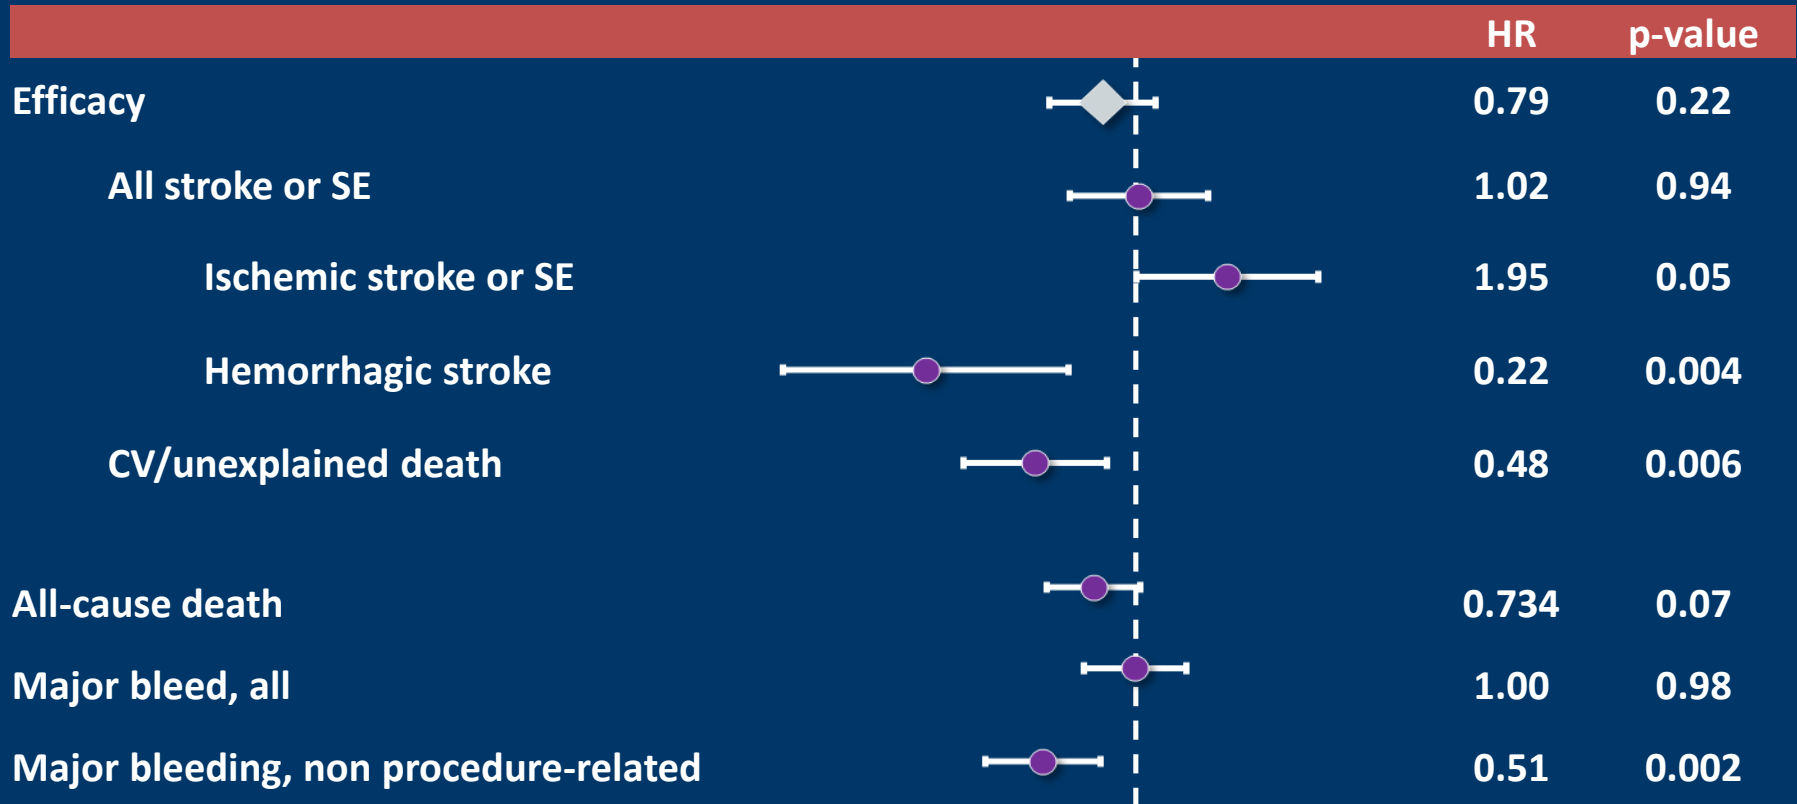 HR p-value
Efficacy 0.79 0.22
All stroke or SE 1.02 0.94
Ischemic stroke or SE 1.95 0.05
Hemorrhagic stroke 0.22 0.004
CV/unexplained death 0.48 0.006
All-cause death 0.734 0.07
Major bleed, all 1.00 0.98
Major bleeding, non procedure-related 0.51 0.002